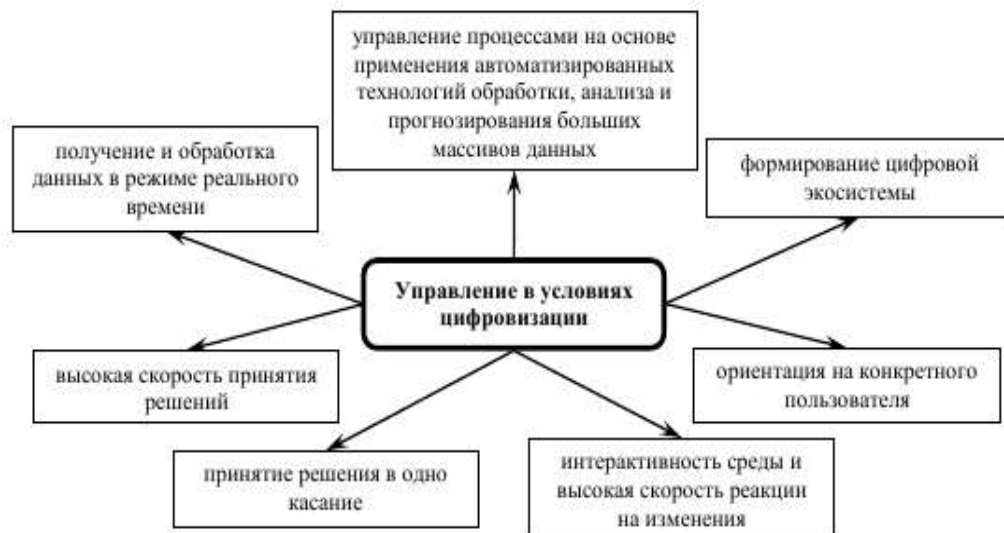 управление процессами на основе
применения автоматизированных
технологий обработки, анализа и
прогнозирования больших
массивов данных
получение и обработка
данных в режиме реального
времени
формирование цифровой
экосистемы
Управление в условиях
цифровизации
высокая скорость принятия
решений
ориентация на конкретного
пользователя
принятие решения в одно
касание
интерактивность среды и
высокая скорость реакции
на изменения